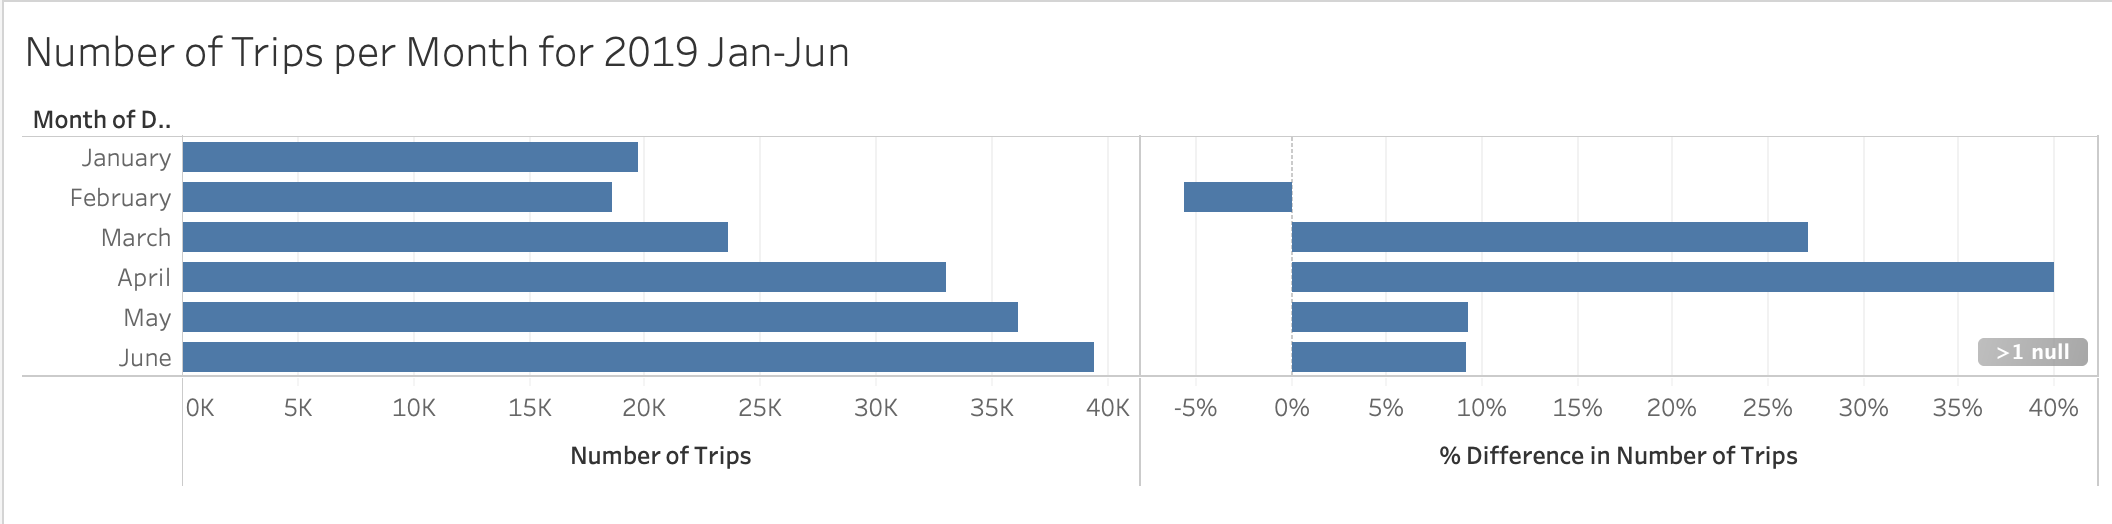 Number of Trips per Month for 2019 Jan-Jun
Month of D..
January
February
March
April
May
June
>1 null
0K 5K 10K 15K 20K 25K 30K 35K 40K -5% 0% 5% 10% 15% 20% 25% 30% 35% 40%
Number of Trips % Difference in Number of Trips